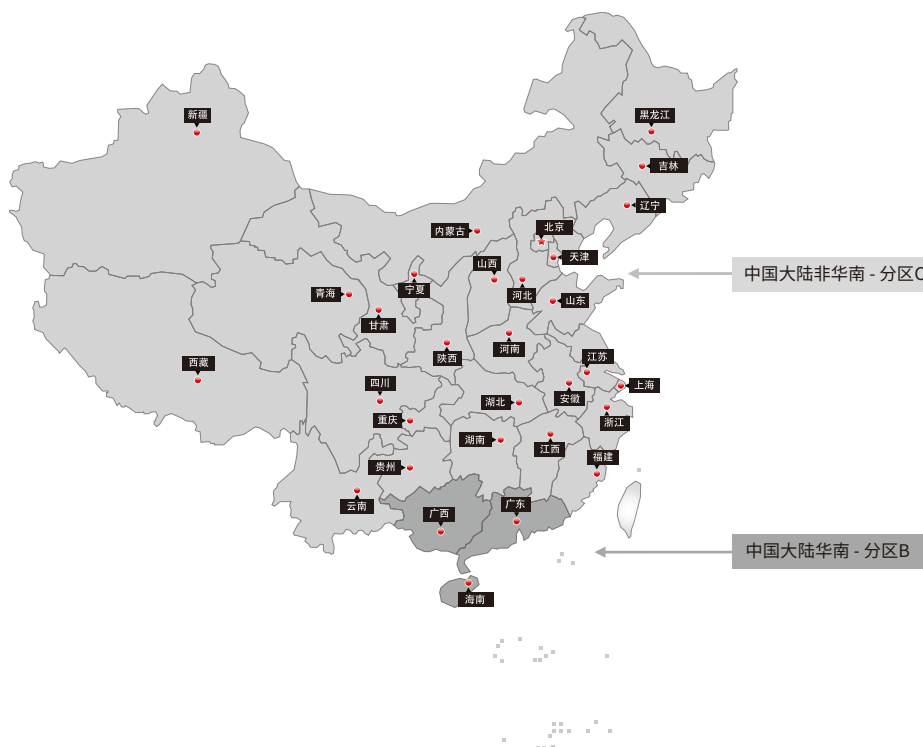 新疆
黑龙江
吉林
辽宁
内蒙古
北京
天津
山西
宁夏
河北
中国大陆非华南 - 分区C
青海
山东
甘肃
河南
陕西
西藏
江苏
四川
上海
安徽
湖北
重庆
浙江
湖南
江西
福建
贵州
云南
广西
广东
中国大陆华南 - 分区B
海南